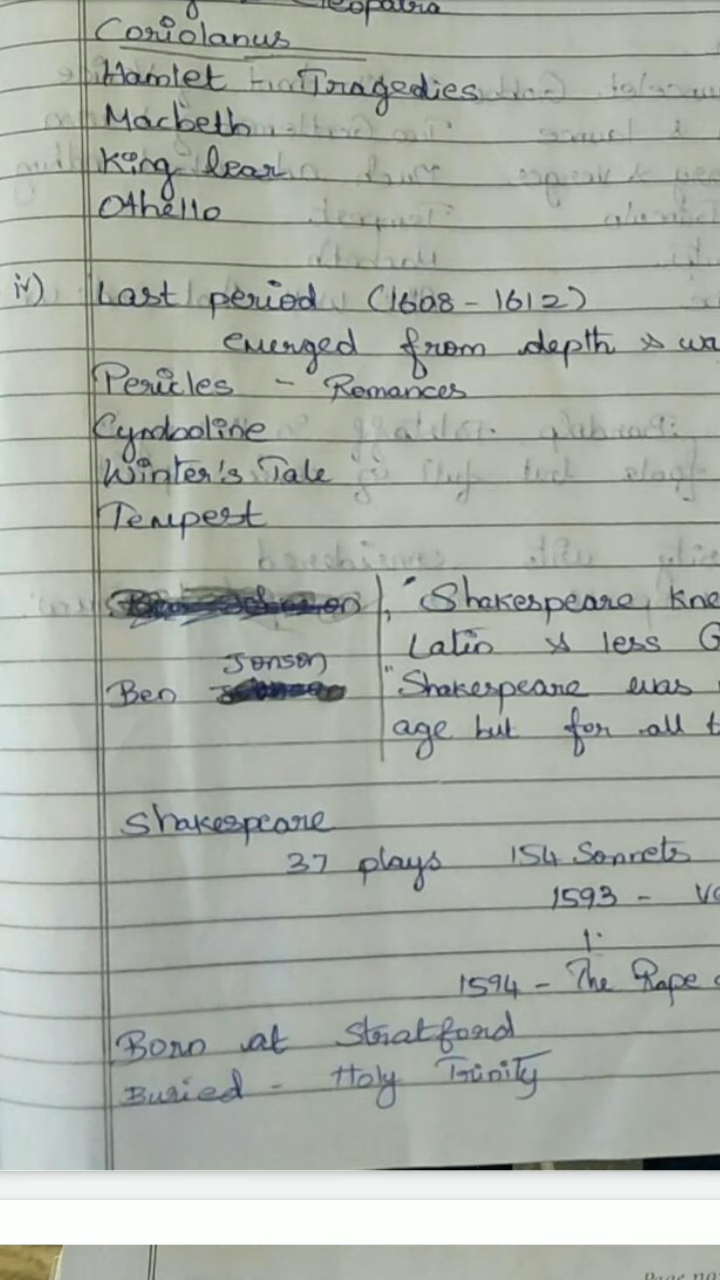 Cleopatra
Coriolanus
Hamlet - Tragedies
Macbeth
King lear
Othello
iv) Last period (1608 - 1612)
emerged from depth & wa
Pericles - Romances
Cymboline
Winter's Tale
Tempest
"Shakespeare kne
Latin & less G
Jonson
Ben "Shakespeare was
age but for all t
Shakespeare
37 plays 154 Sonnets
1593 -
1594 - The Rape
Born at Stratford
Buried - Holy Trinity